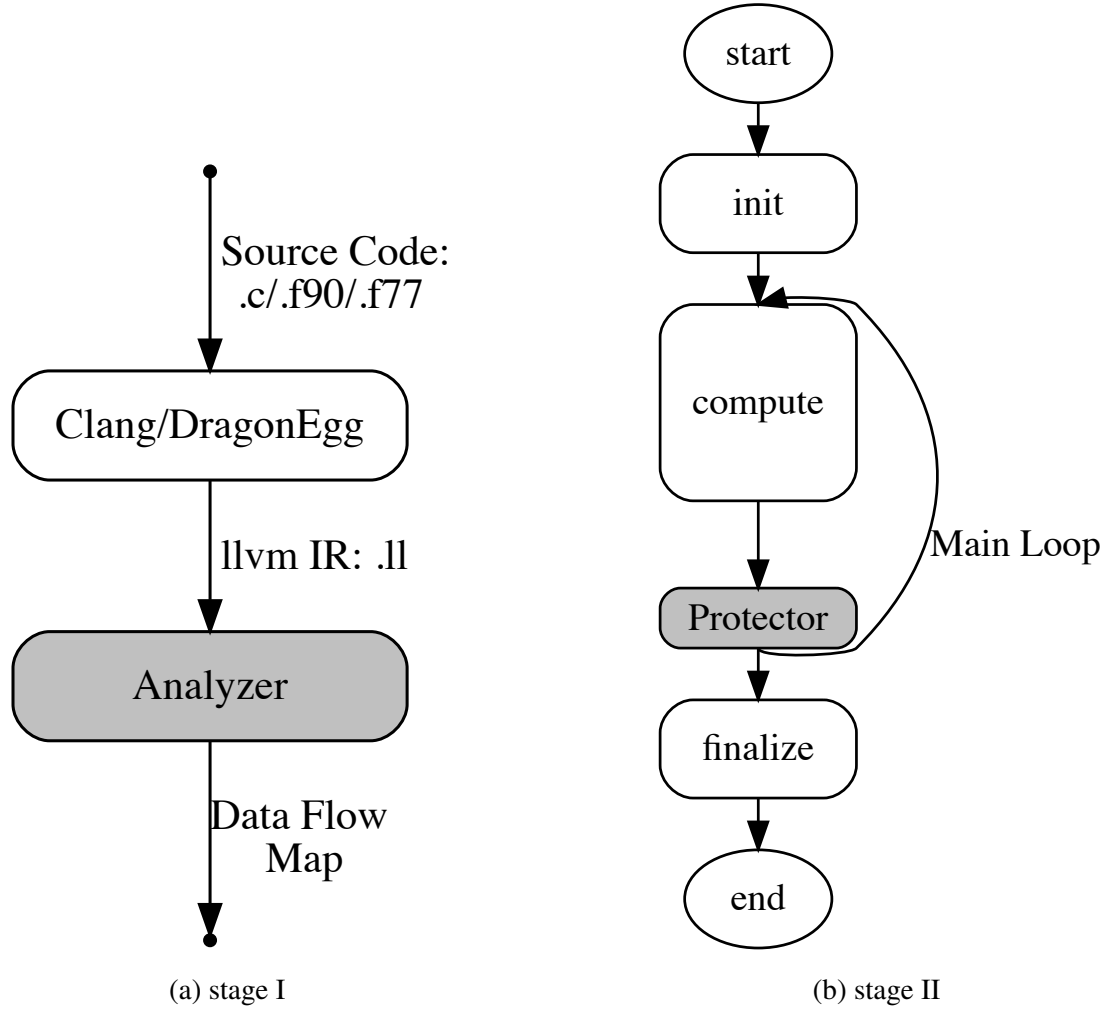 Source Code:
.c/.f90/.f77
Clang/DragonEgg
llvm IR: .ll
Analyzer
Data Flow
Map
(a) stage I
start
init
compute
Main Loop
Protector
finalize
end
(b) stage II